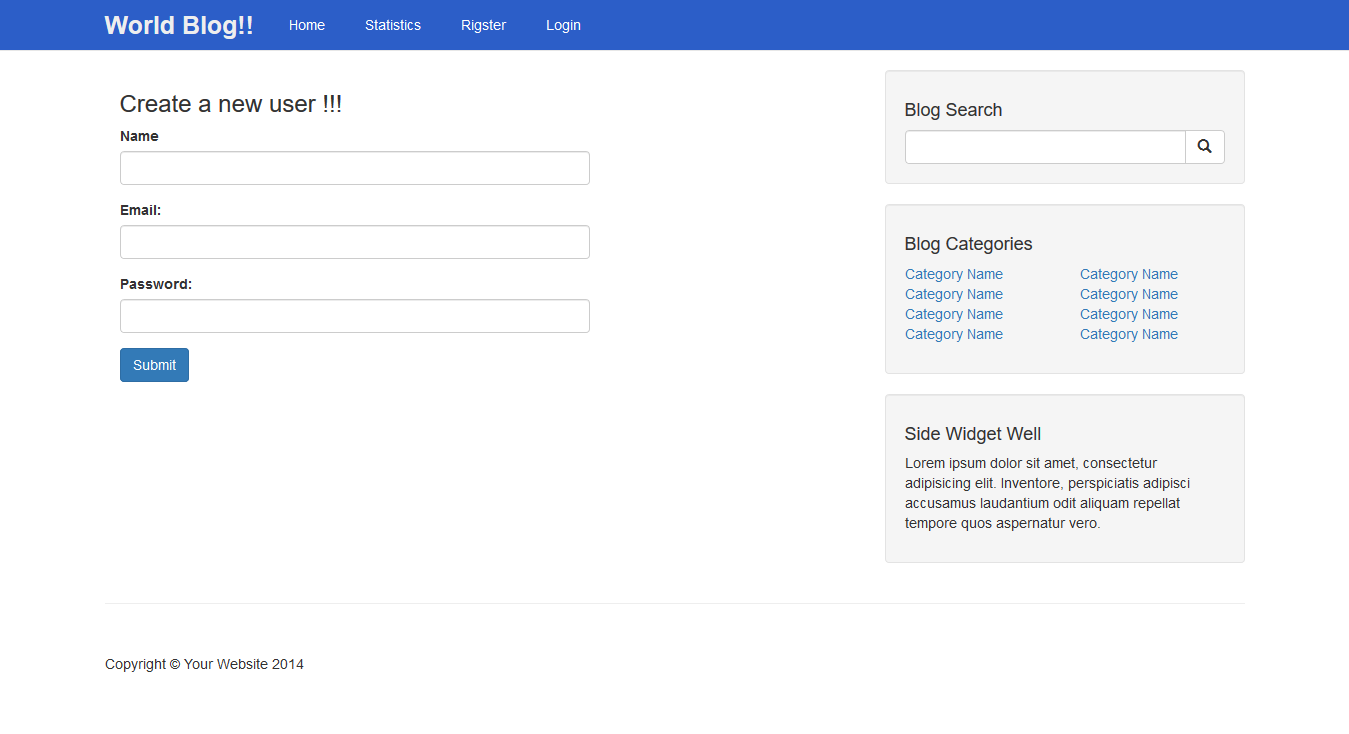 World Blog!! Home Statistics Rigster Login
Create a new user !!!
Name
Email:
Password:
Submit
Blog Search
Blog Categories
Category Name Category Name
Category Name Category Name
Category Name Category Name
Category Name Category Name
Side Widget Well
Lorem ipsum dolor sit amet, consectetur
adipisicing elit. Inventore, perspiciatis adipisci
accusamus laudantium odit aliquam repellat
tempore quos aspernatur vero.
Copyright © Your Website 2014